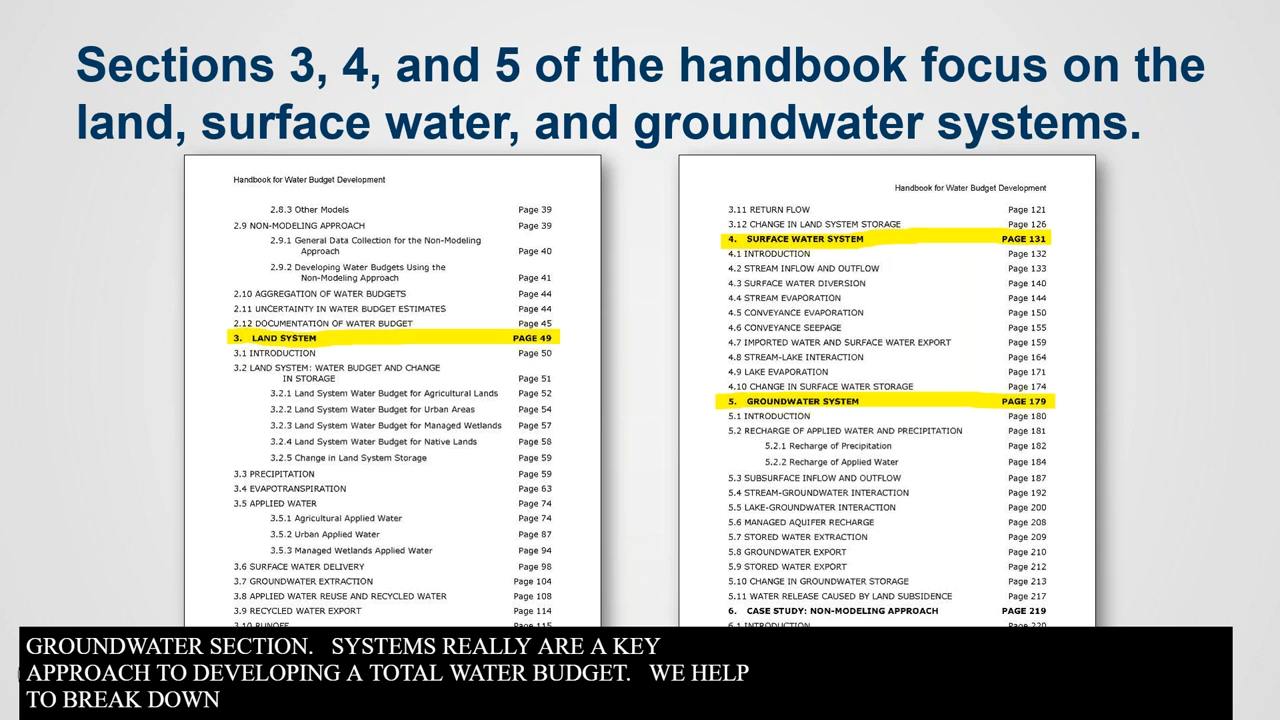 Sections 3, 4, and 5 of the handbook focus on the
land, surface water, and groundwater systems.
Handbook for Water Budget Development
2.8.3 Other Models Page 39
2.9 NON-MODELING APPROACH Page 39
2.9.1 General Data Collection for the Non-Modeling
Approach Page 40
2.9.2 Developing Water Budgets Using the
Non-Modeling Approach Page 41
2.10 AGGREGATION OF WATER BUDGETS Page 44
2.11 UNCERTAINTY IN WATER BUDGET ESTIMATES Page 44
2.12 DOCUMENTATION OF WATER BUDGET Page 45
3. LAND SYSTEM PAGE 49
3.1 INTRODUCTION Page 50
3.2 LAND SYSTEM: WATER BUDGET AND CHANGE
IN STORAGE Page 51
3.2.1 Land System Water Budget for Agricultural Lands Page 52
3.2.2 Land System Water Budget for Urban Areas Page 54
3.2.3 Land System Water Budget for Managed Wetlands Page 57
3.2.4 Land System Water Budget for Native Lands Page 58
3.2.5 Change in Land System Storage Page 59
3.3 PRECIPITATION Page 59
3.4 EVAPOTRANSPIRATION Page 63
3.5 APPLIED WATER Page 74
3.5.1 Agricultural Applied Water Page 74
3.5.2 Urban Applied Water Page 87
3.5.3 Managed Wetlands Applied Water Page 94
3.6 SURFACE WATER DELIVERY Page 98
3.7 GROUNDWATER EXTRACTION Page 104
3.8 APPLIED WATER REUSE AND RECYCLED WATER Page 108
3.9 RECYCLED WATER EXPORT Page 114
3.10 RUNOFF Page 115
Handbook for Water Budget Development
3.11 RETURN FLOW Page 121
3.12 CHANGE IN LAND SYSTEM STORAGE Page 126
4. SURFACE WATER SYSTEM PAGE 131
4.1 INTRODUCTION Page 132
4.2 STREAM INFLOW AND OUTFLOW Page 133
4.3 SURFACE WATER DIVERSION Page 140
4.4 STREAM EVAPORATION Page 144
4.5 CONVEYANCE EVAPORATION Page 150
4.6 CONVEYANCE SEEPAGE Page 155
4.7 IMPORTED WATER AND SURFACE WATER EXPORT Page 159
4.8 STREAM-LAKE INTERACTION Page 164
4.9 LAKE EVAPORATION Page 171
4.10 CHANGE IN SURFACE WATER STORAGE Page 174
5. GROUNDWATER SYSTEM PAGE 179
5.1 INTRODUCTION Page 180
5.2 RECHARGE OF APPLIED WATER AND PRECIPITATION Page 181
5.2.1 Recharge of Precipitation Page 182
5.2.2 Recharge of Applied Water Page 184
5.3 SUBSURFACE INFLOW AND OUTFLOW Page 187
5.4 STREAM-GROUNDWATER INTERACTION Page 192
5.5 LAKE-GROUNDWATER INTERACTION Page 200
5.6 MANAGED AQUIFER RECHARGE Page 208
5.7 STORED WATER EXTRACTION Page 209
5.8 GROUNDWATER EXPORT Page 210
5.9 STORED WATER EXPORT Page 212
5.10 CHANGE IN GROUNDWATER STORAGE Page 213
5.11 WATER RELEASE CAUSED BY LAND SUBSIDENCE Page 217
6. CASE STUDY: NON-MODELING APPROACH PAGE 219
6.1 INTRODUCTION Page 220
GROUNDWATER SECTION. SYSTEMS REALLY ARE A KEY
APPROACH TO DEVELOPING A TOTAL WATER BUDGET. WE HELP
TO BREAK DOWN